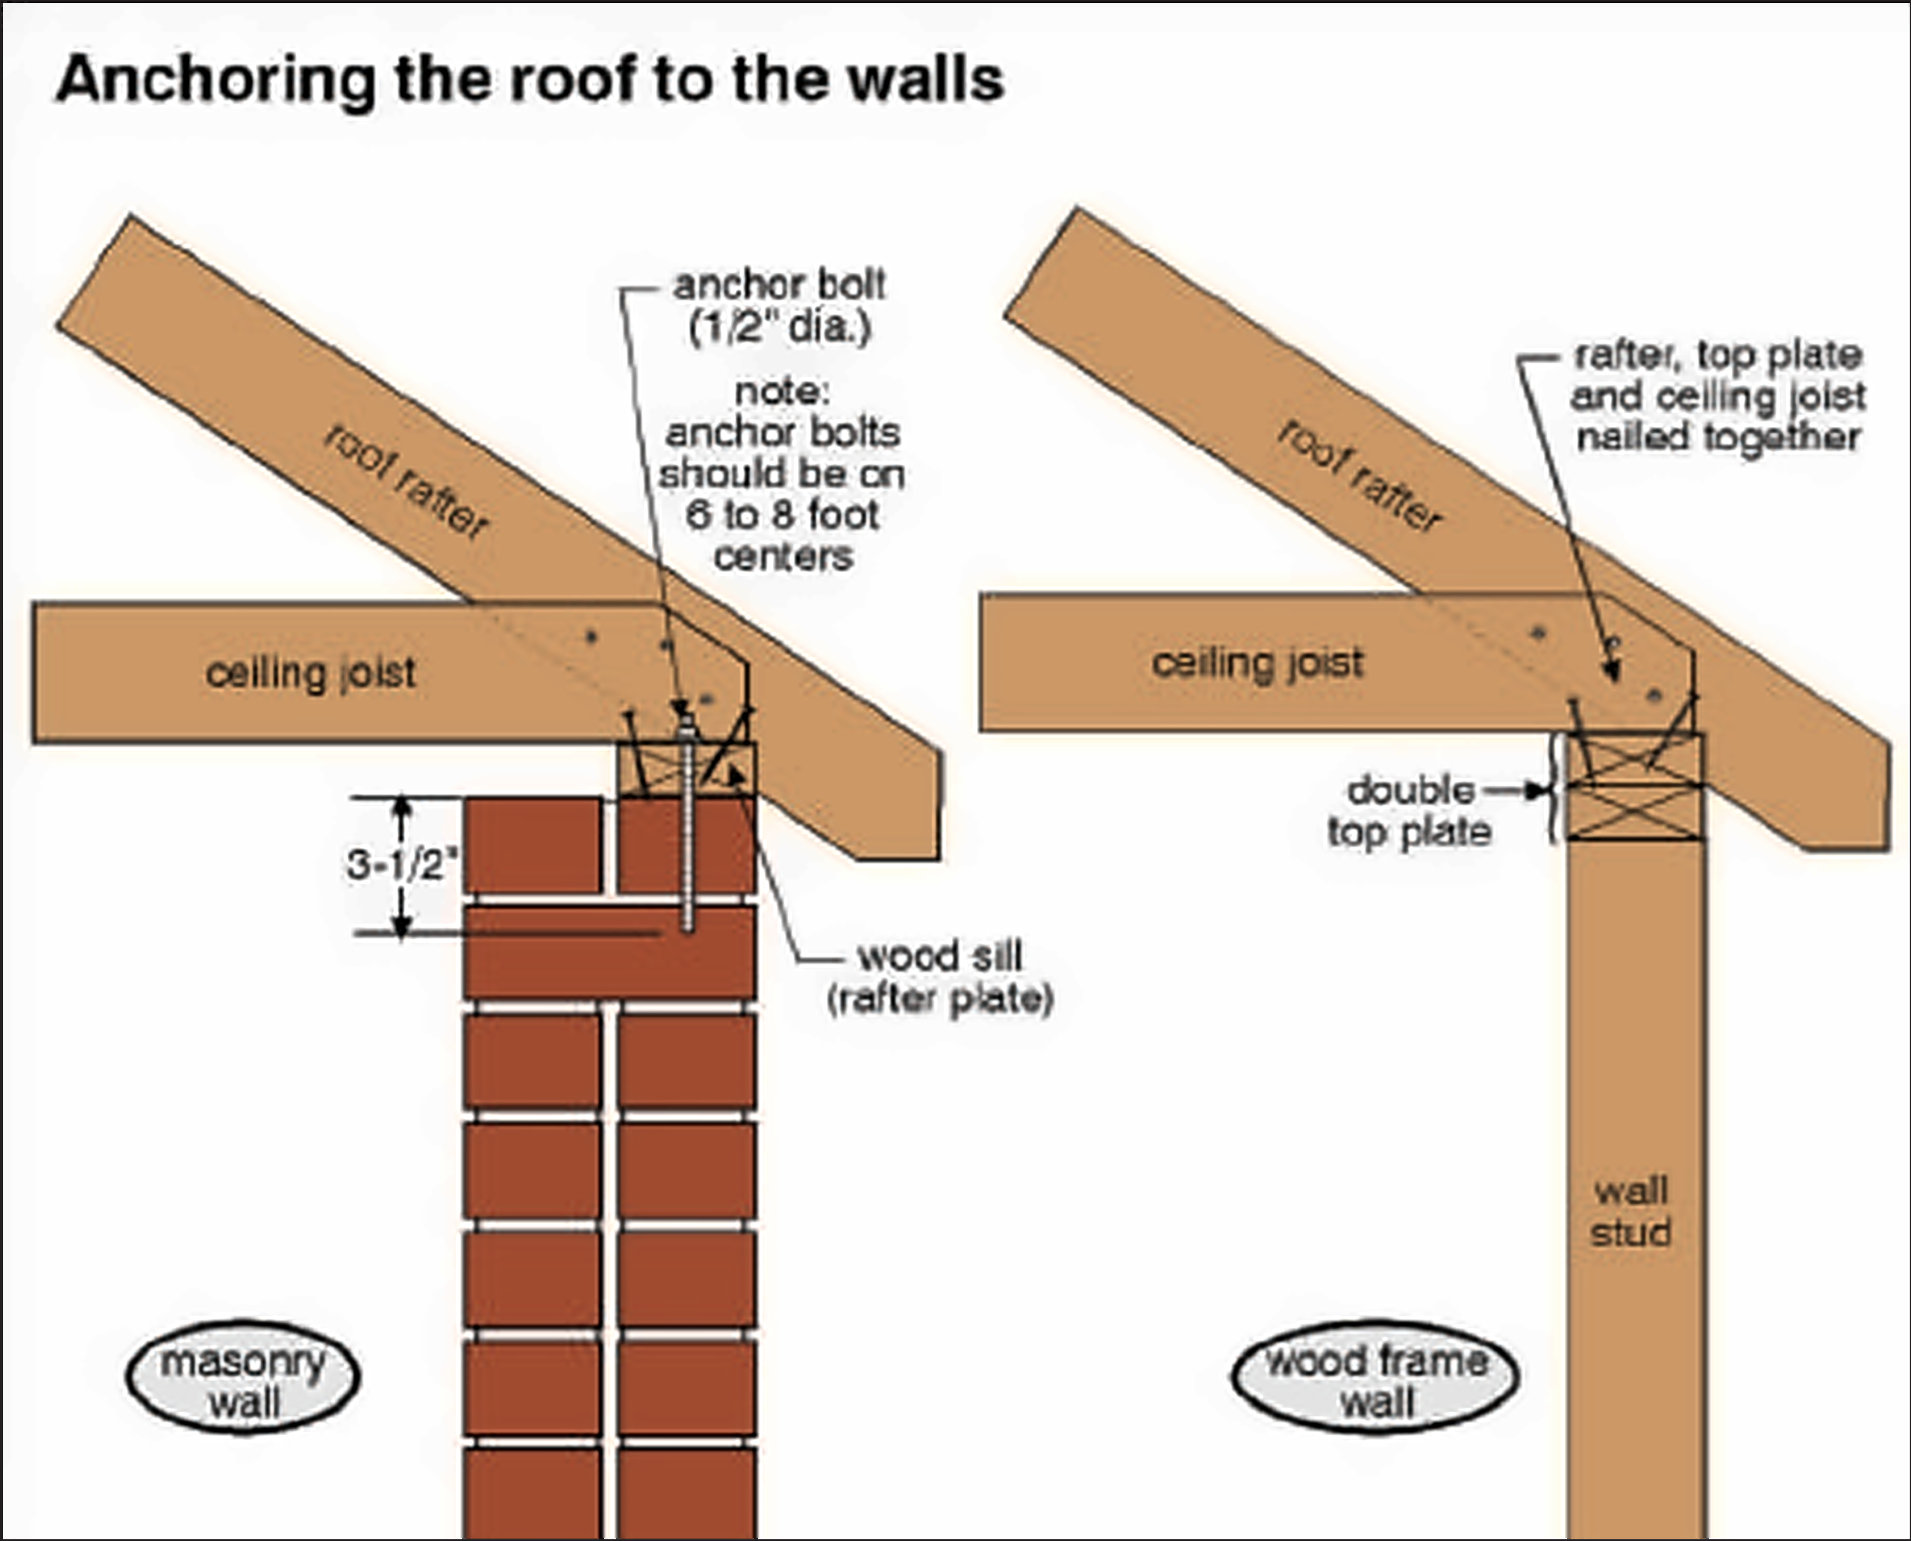 Anchoring the roof to the walls
anchor bolt
(1/2" dia.)
note:
anchor bolts
should be on
6 to 8 foot
centers
roof rafter
ceiling joist
3-1/2"
wood sill
(rafter plate)
masonry
wall
rafter, top plate
and ceiling joist
nailed together
roof rafter
ceiling joist
double
top plate
wall
stud
wood frame
wall